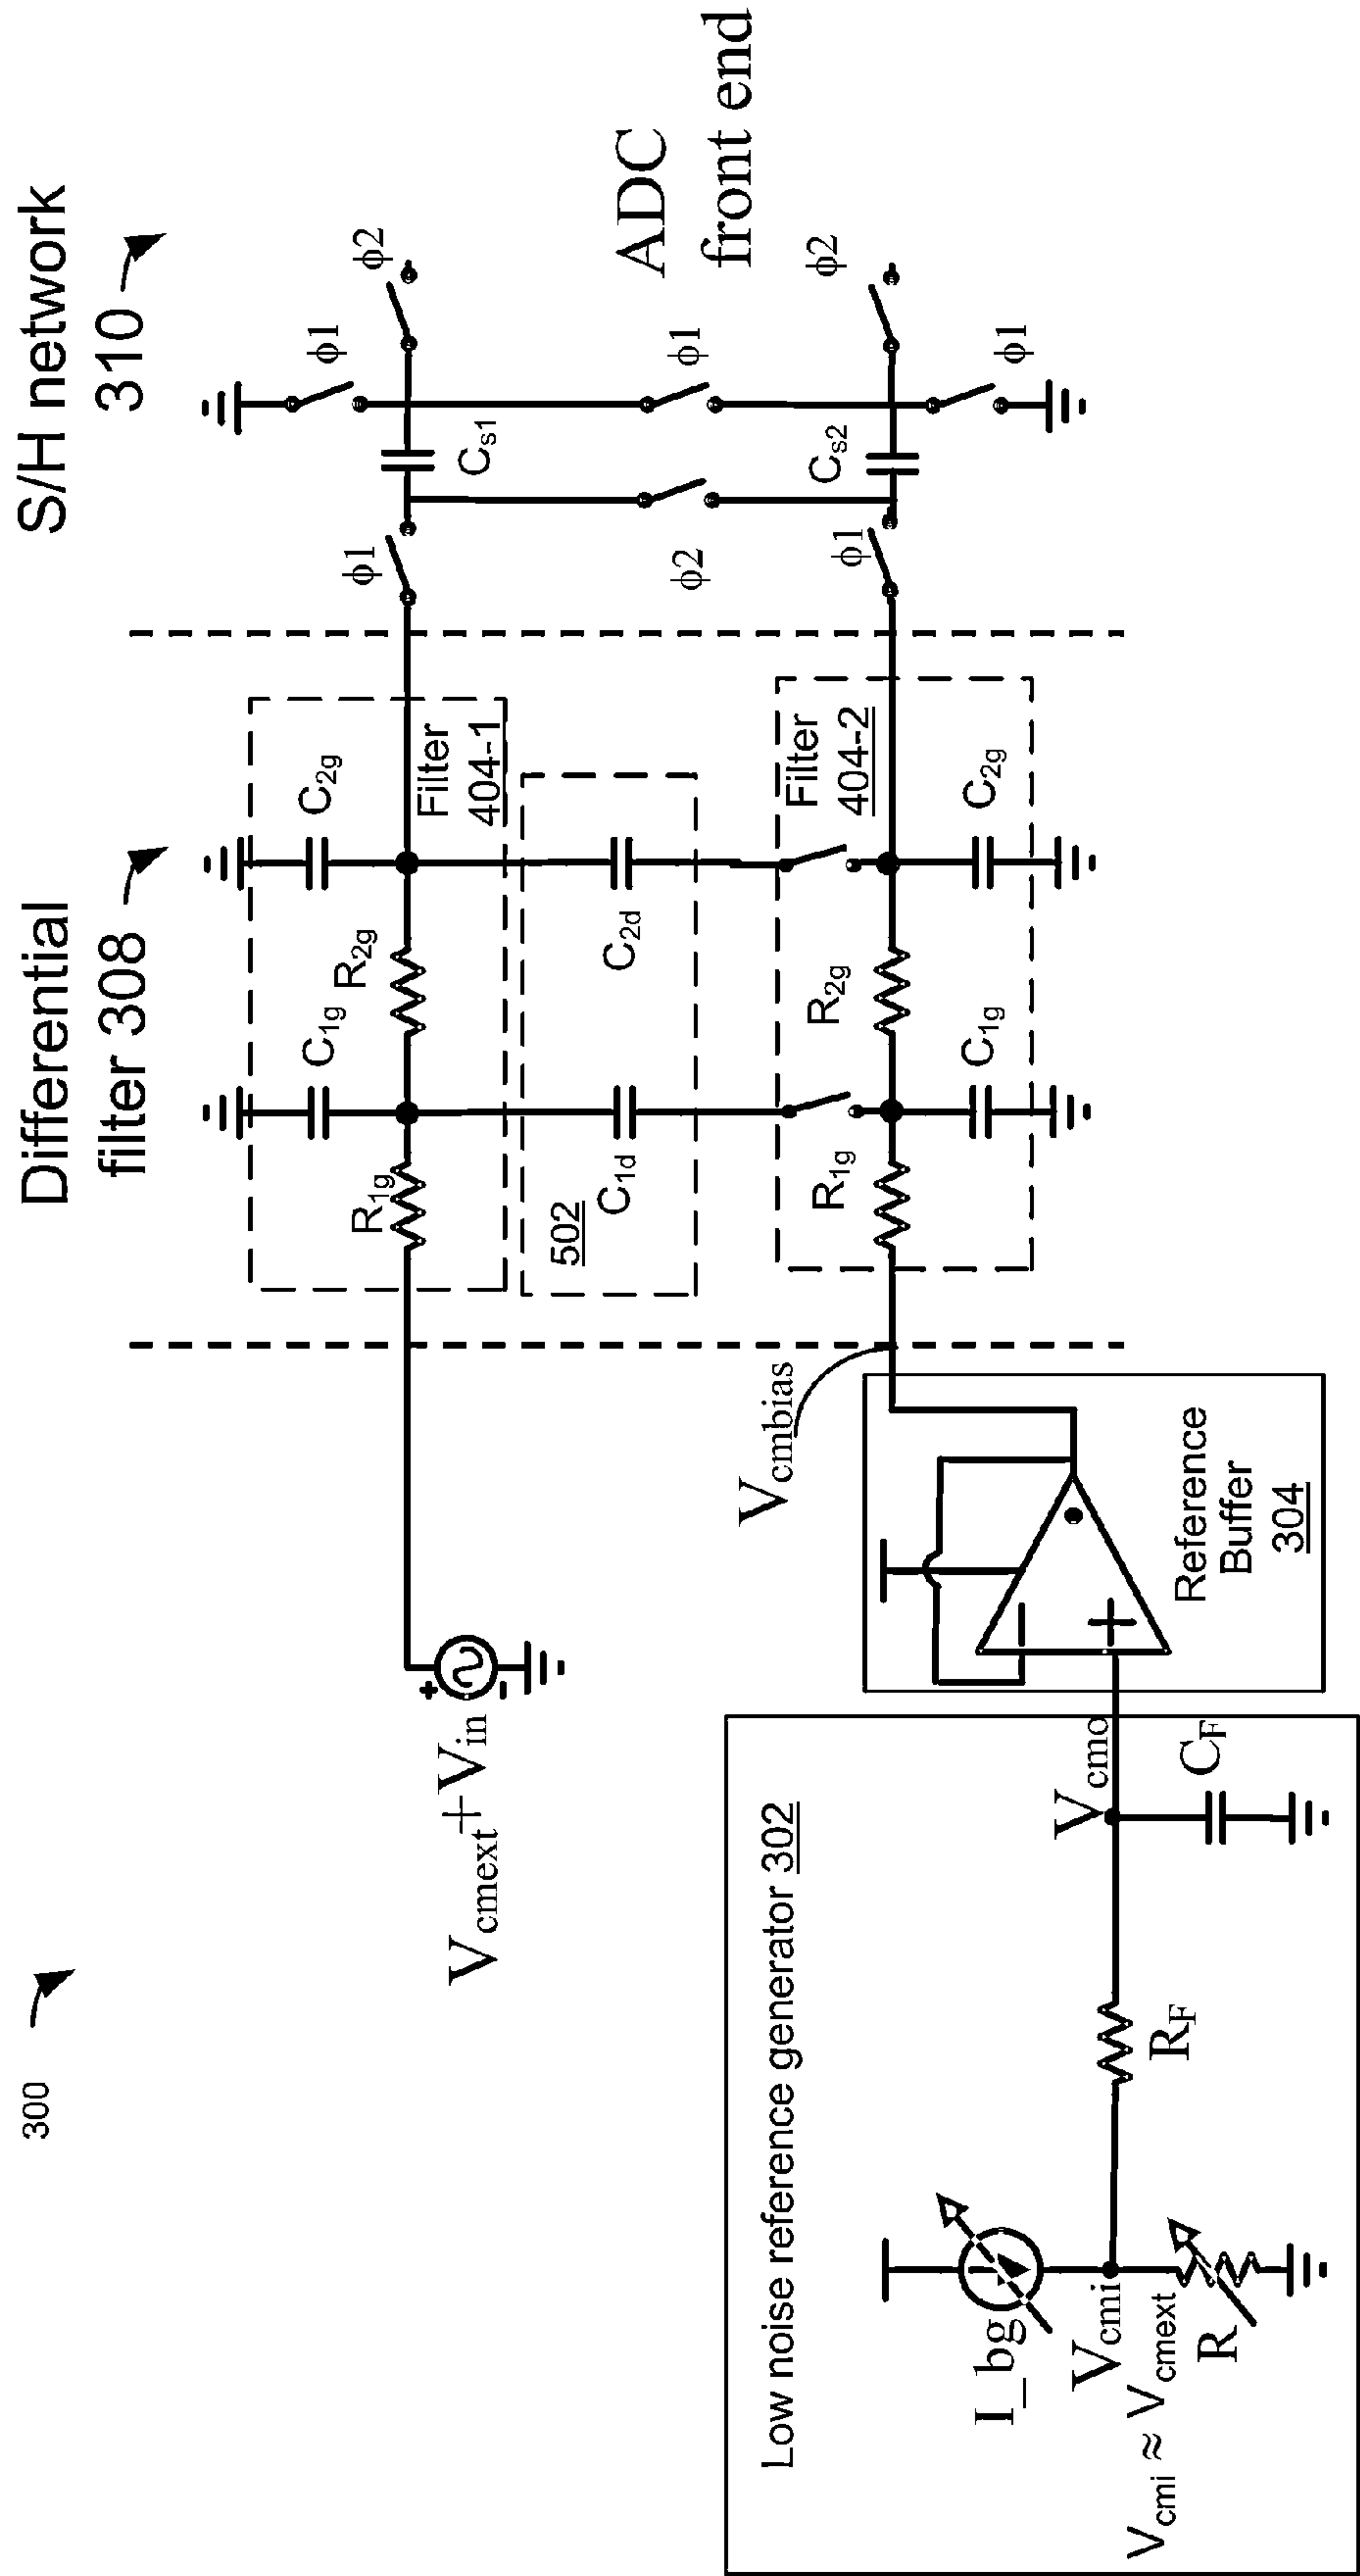 300
Differential
filter 308
S/H network
310
V_cmext + V_in
R_1g
C_1g
R_2g
C_2g
Filter
404-1
502
C_1d
C_2d
Filter
404-2
R_1g
R_2g
C_1g
C_2g
ϕ1
ϕ1
ϕ2
C_s1
ϕ2
ϕ1
ϕ1
C_s2
ϕ2
ϕ1
ADC
front end
V_cmbias
Reference
Buffer
304
Low noise reference generator 302
I_bg
V_cmi
V_cmi ≈ V_cmext
R
R_F
V_cmo
C_F